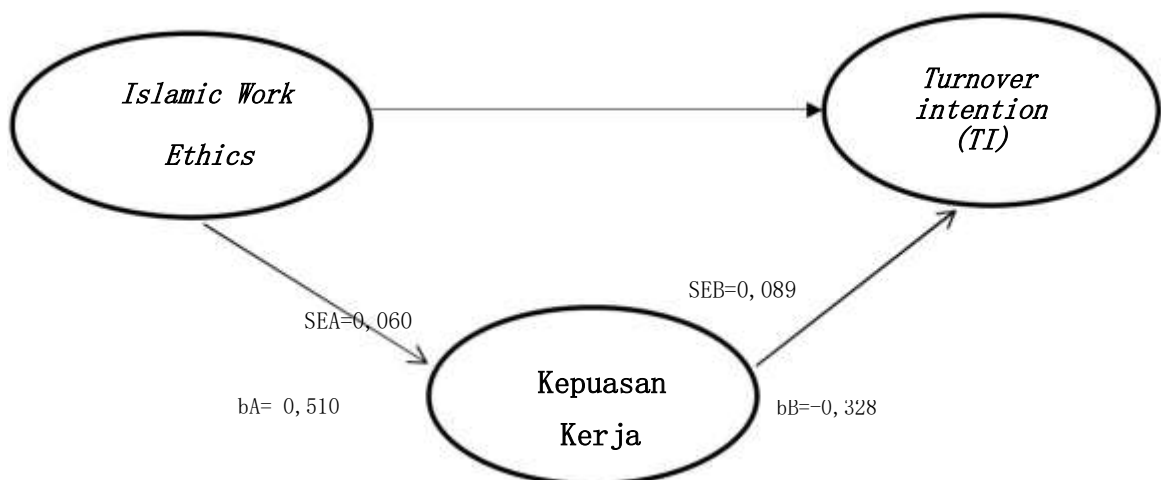 Islamic Work
Ethics
Turnover
intention
(TI)
SEA=0,060
SEB=0,089
bA= 0,510
Kepuasan
Kerja
bB=-0,328